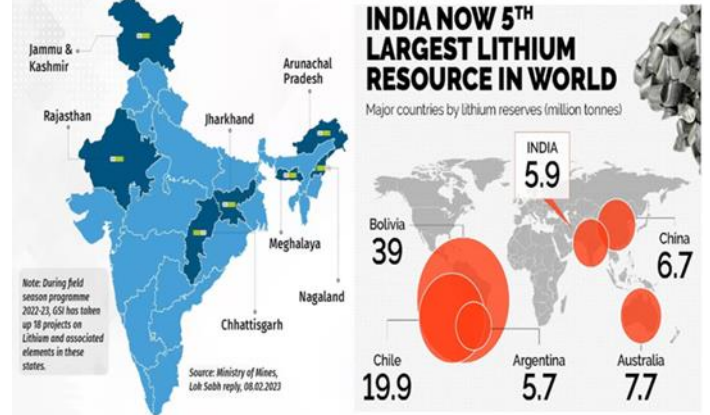 Jammu &
Kashmir
Arunachal
Pradesh
Rajasthan
Jharkhand
Meghalaya
Nagaland
Chhattisgarh
Note: During field
season programme
2022-23, GSI has taken
up 18 projects on
Lithium and associated
elements in these
states.
Source: Ministry of Mines,
Lok Sabh reply, 08.02.2023
INDIA NOW 5TH
LARGEST LITHIUM
RESOURCE IN WORLD
Major countries by lithium reserves (million tonnes)
INDIA
5.9
Bolivia
39
China
6.7
Chile
19.9
Argentina
5.7
Australia
7.7